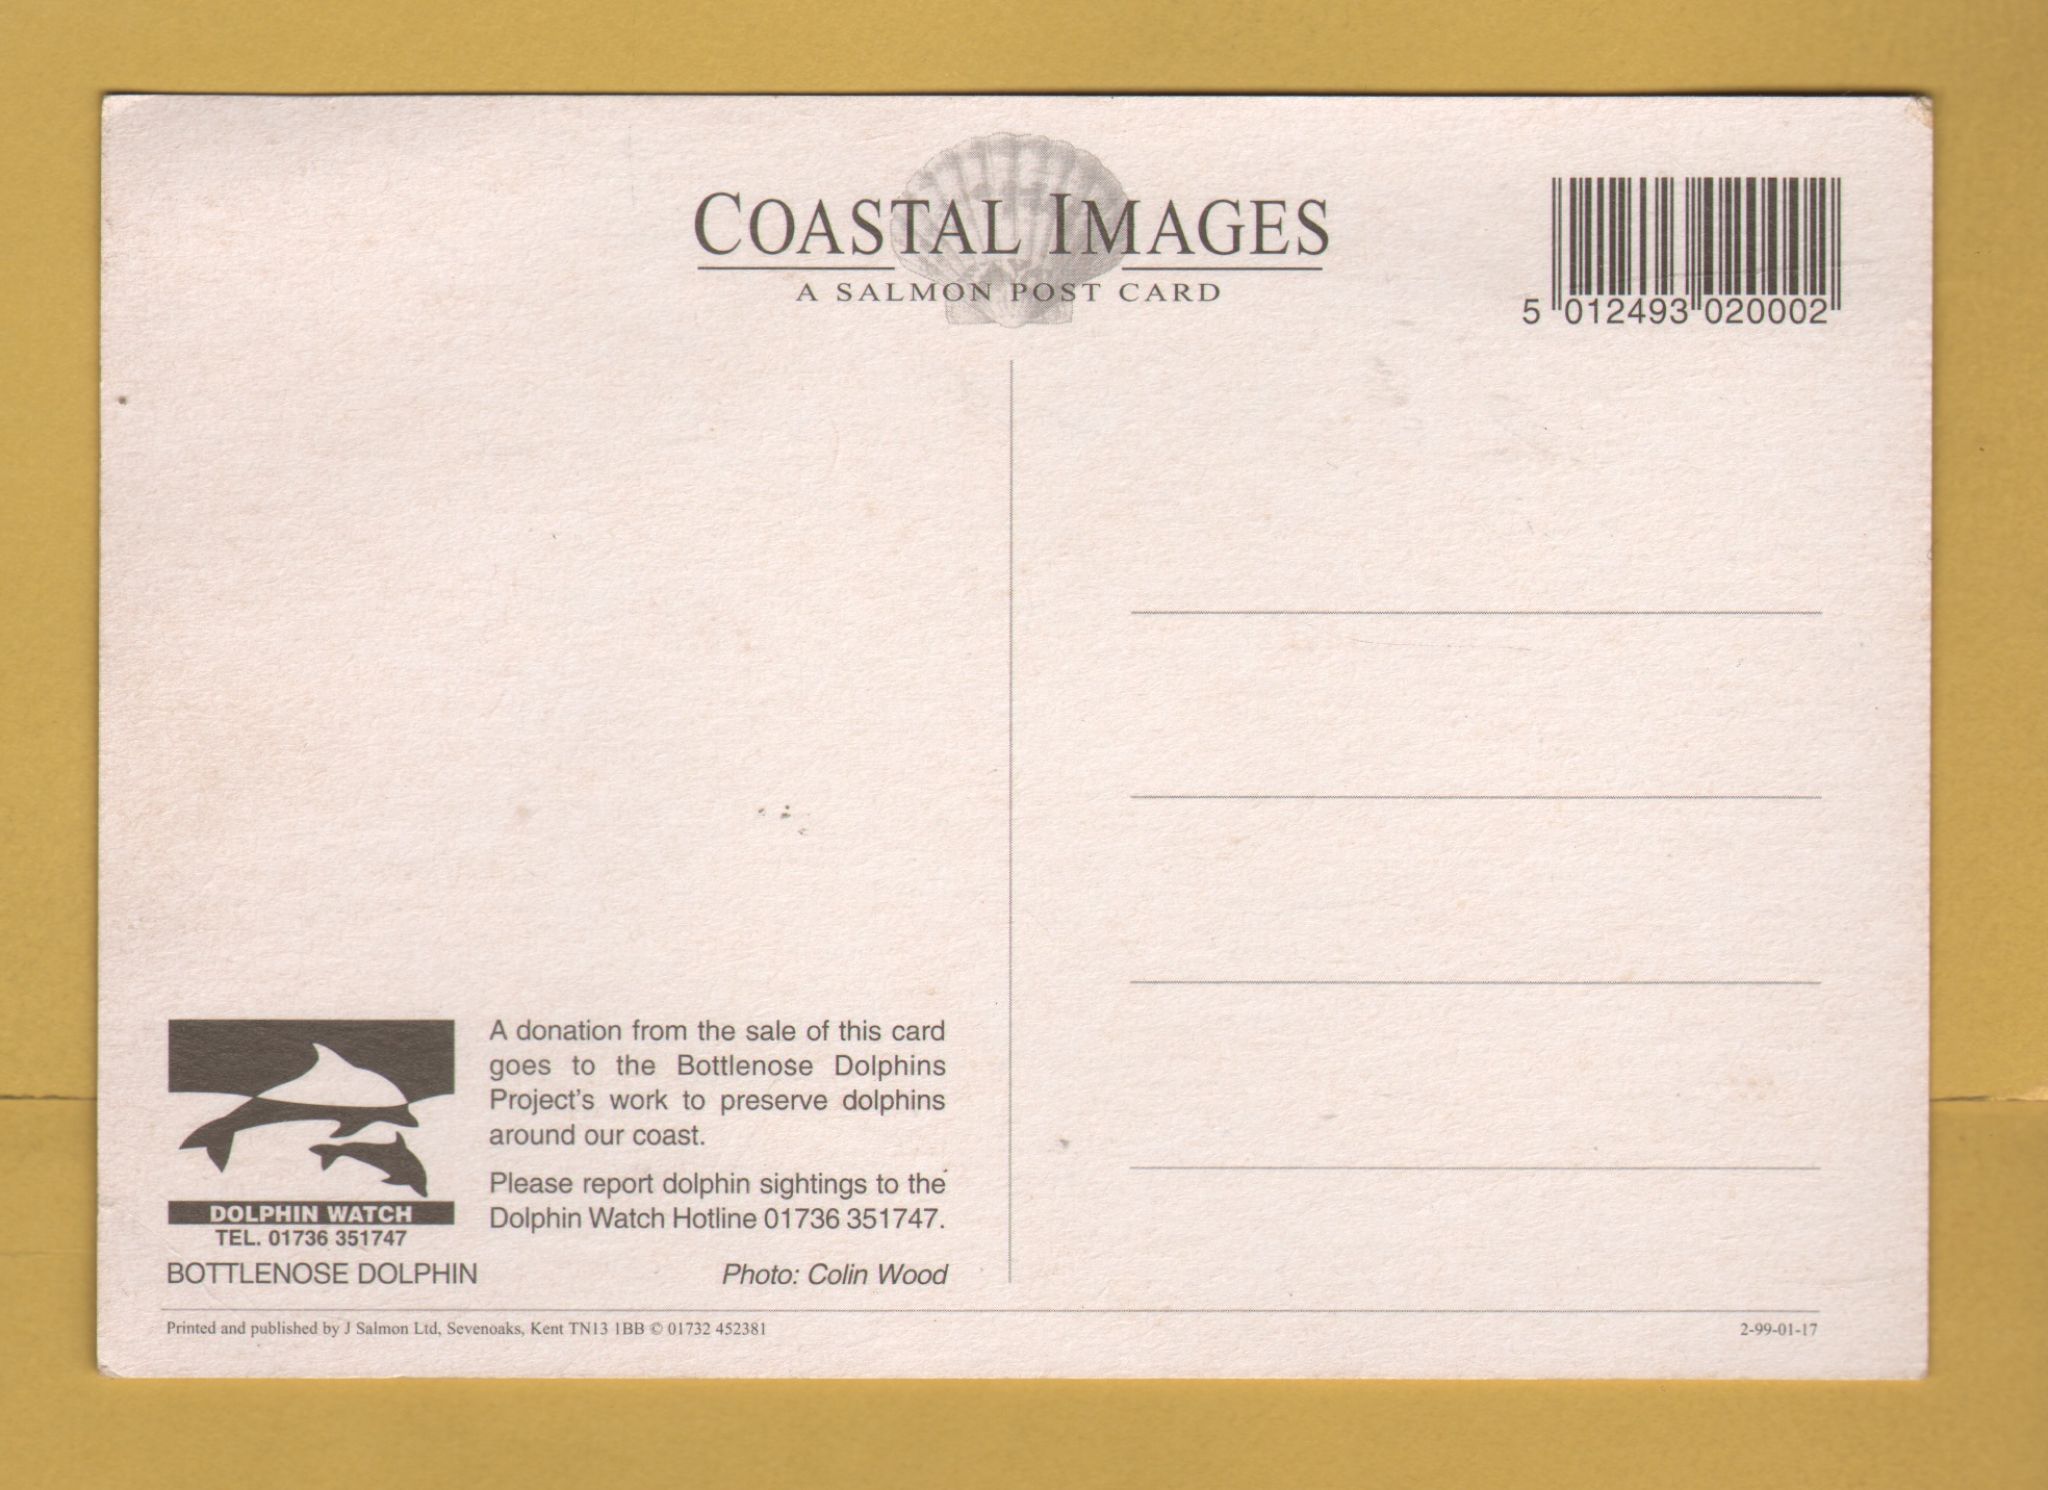 COASTAL IMAGES
A SALMON POST CARD
5 012493 020002
A donation from the sale of this card
goes to the Bottlenose Dolphins
Project's work to preserve dolphins
around our coast.
Please report dolphin sightings to the
Dolphin Watch Hotline 01736 351747.
DOLPHIN WATCH
TEL. 01736 351747
BOTTLENOSE DOLPHIN
Photo: Colin Wood
Printed and published by J Salmon Ltd, Sevenoaks, Kent TN13 1BB © 01732 452381
2-99-01-17